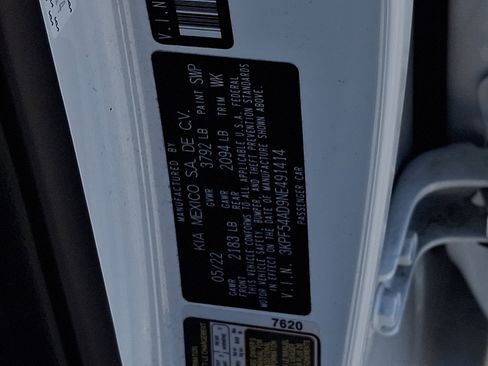 V.I.N
MANUFACTURED BY
KIA MEXICO S.A. DE C.V.
05/22 GVWR 3792 LB PAINT SWP
GAWR FRONT 2183 LB GAWR REAR 2094 LB TRIM WK
THIS VEHICLE CONFORMS TO ALL APPLICABLE U.S.A. FEDERAL
MOTOR VEHICLE SAFETY, BUMPER, AND THEFT PREVENTION STANDARDS
IN EFFECT ON THE DATE OF MANUFACTURE SHOWN ABOVE.
V.I.N. 3KPF54AD9NE491414
PASSENGER CAR
7620